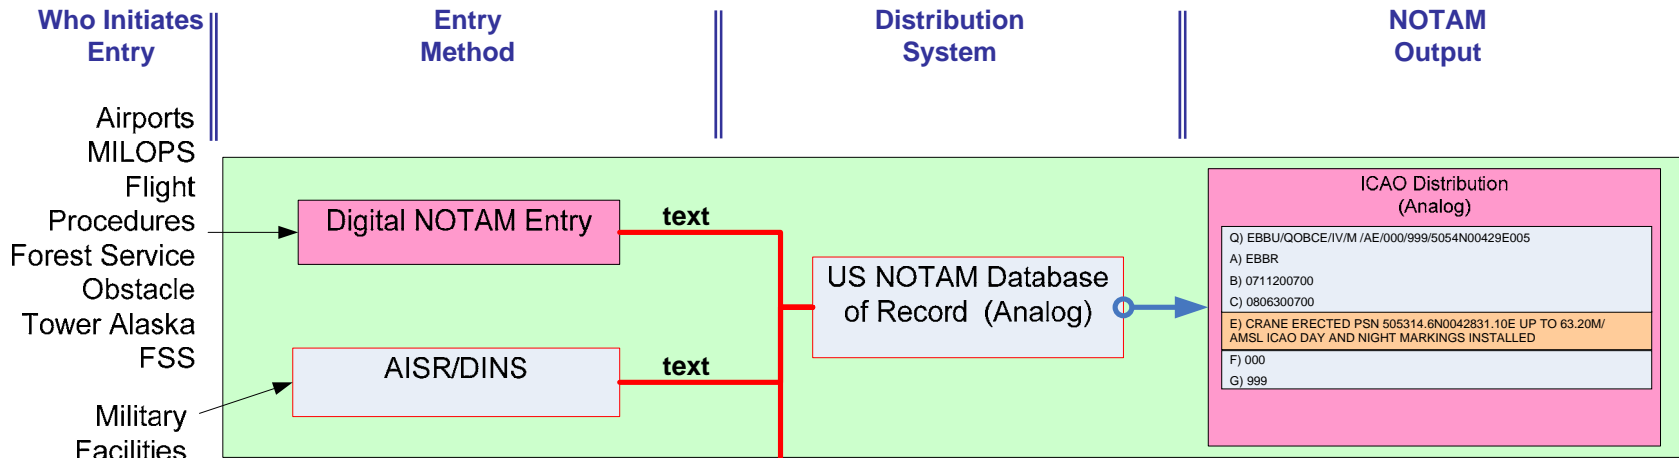 Who Initiates
Entry
Entry
Method
Distribution
System
NOTAM
Output
Airports
MILOPS
Flight
Procedures
Forest Service
Obstacle
Tower Alaska
FSS
Military
Facilities
Digital NOTAM Entry
text
AISR/DINS
text
US NOTAM Database
of Record (Analog)
ICAO Distribution
(Analog)
Q) EBBU/QOBCE/IV/M /AE/000/999/5054N00429E005
A) EBBR
B) 0711200700
C) 0806300700
E) CRANE ERECTED PSN 505314.6N0042831.10E UP TO 63.20M/
AMSL ICAO DAY AND NIGHT MARKINGS INSTALLED
F) 000
G) 999